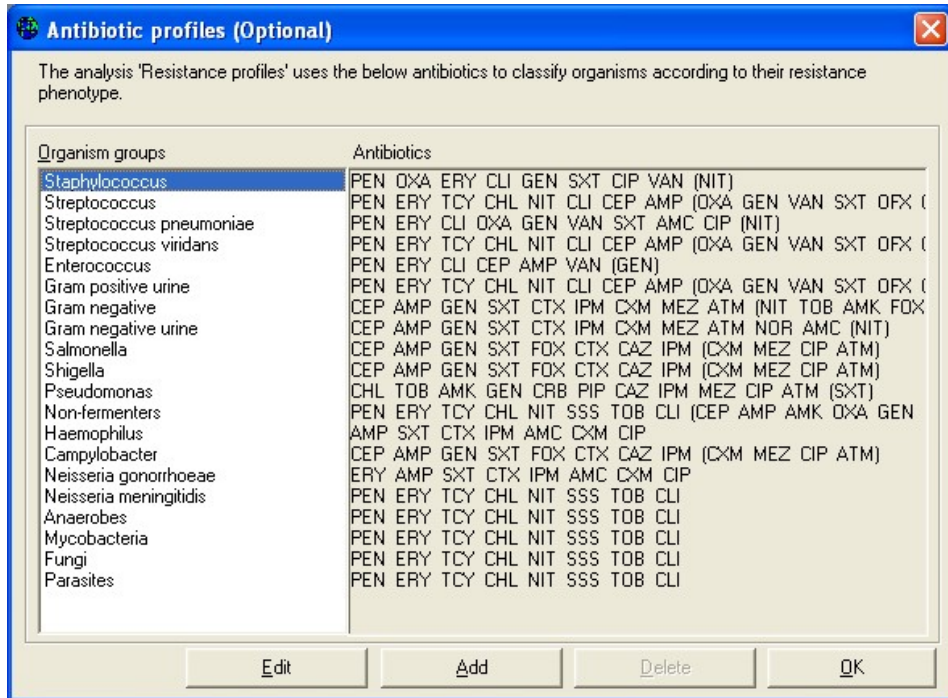 Antibiotic profiles (Optional)
The analysis 'Resistance profiles' uses the below antibiotics to classify organisms according to their resistance
phenotype.
Organism groups Antibiotics
Staphylococcus PEN OXA ERY CLI GEN SXT CIP VAN (NIT)
Streptococcus PEN ERY TCY CHL NIT CLI CEP AMP (OXA GEN VAN SXT OFX
Streptococcus pneumoniae PEN ERY CLI OXA GEN VAN SXT AMC CIP (NIT)
Streptococcus viridans PEN ERY TCY CHL NIT CLI CEP AMP (OXA GEN VAN SXT OFX
Enterococcus PEN ERY CLI CEP AMP VAN (GEN)
Gram positive urine PEN ERY TCY CHL NIT CLI CEP AMP (OXA GEN VAN SXT OFX
Gram negative CEP AMP GEN SXT CTX IPM CXM MEZ ATM (NIT TOB AMK FOX
Gram negative urine CEP AMP GEN SXT CTX IPM CXM MEZ ATM NOR AMC (NIT)
Salmonella CEP AMP GEN SXT FOX CTX CAZ IPM (CXM MEZ CIP ATM)
Shigella CEP AMP GEN SXT FOX CTX CAZ IPM (CXM MEZ CIP ATM)
Pseudomonas CHL TOB AMK GEN CRB PIP CAZ IPM MEZ CIP ATM (SXT)
Non-fermenters PEN ERY TCY CHL NIT SSS TOB CLI (CEP AMP AMK OXA GEN
Haemophilus AMP SXT CTX IPM AMC CXM CIP
Campylobacter CEP AMP GEN SXT FOX CTX CAZ IPM (CXM MEZ CIP ATM)
Neisseria gonorrhoeae ERY AMP SXT CTX IPM AMC CXM CIP
Neisseria meningitidis PEN ERY TCY CHL NIT SSS TOB CLI
Anaerobes PEN ERY TCY CHL NIT SSS TOB CLI
Mycobacteria PEN ERY TCY CHL NIT SSS TOB CLI
Fungi PEN ERY TCY CHL NIT SSS TOB CLI
Parasites PEN ERY TCY CHL NIT SSS TOB CLI
Edit Add Delete OK